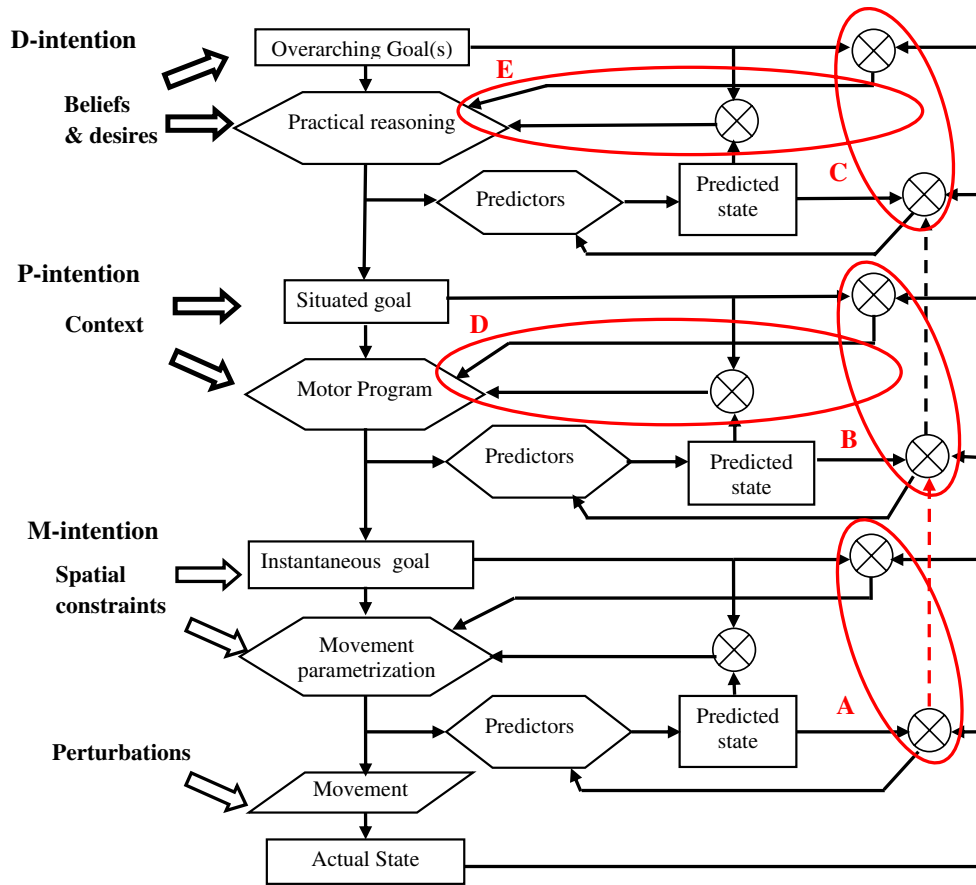 D-intention
Overarching Goal(s)
E
Beliefs
& desires
Practical reasoning
C
Predictors
Predicted
state
P-intention
Situated goal
Context
D
Motor Program
B
Predictors
Predicted
state
M-intention
Instantaneous goal
Spatial
constraints
Movement
parametrization
A
Predictors
Predicted
state
Perturbations
Movement
Actual State